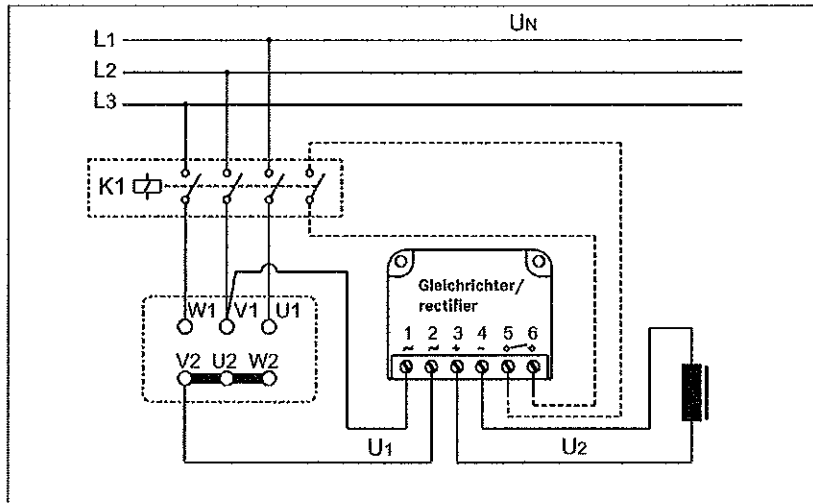 UN
L1
L2
L3
K1
Gleichrichter/
rectifier
W1 V1 U1
1 2 3 4 5 6
~ ~ + -
V2 U2 W2
U1
U2